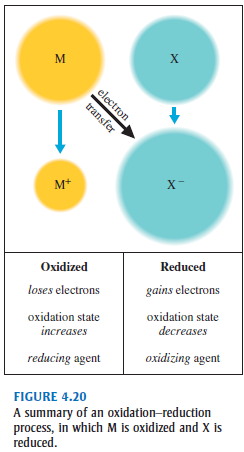 M
X
electron
transfer
M+
X−
Oxidized
loses electrons
oxidation state
increases
reducing agent
Reduced
gains electrons
oxidation state
decreases
oxidizing agent
FIGURE 4.20
A summary of an oxidation–reduction
process, in which M is oxidized and X is
reduced.